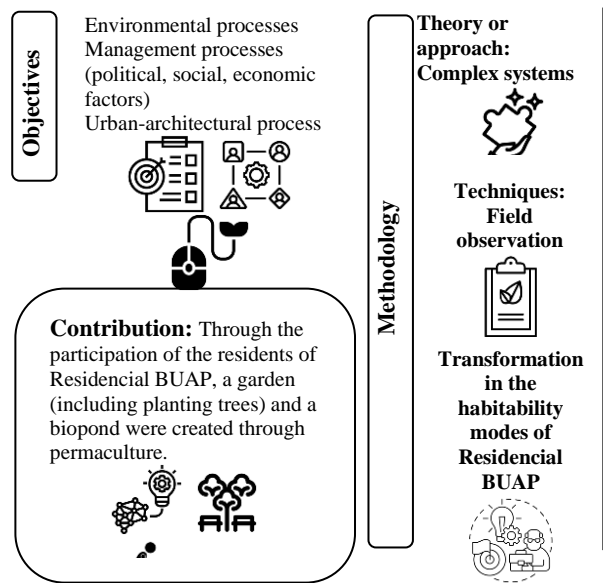 Objectives
Environmental processes
Management processes
(political, social, economic
factors)
Urban-architectural process
Contribution: Through the
participation of the residents of
Residencial BUAP, a garden
(including planting trees) and a
biopond were created through
permaculture.
Methodology
Theory or
approach:
Complex systems
Techniques:
Field
observation
Transformation
in the
habitability
modes of
Residencial
BUAP